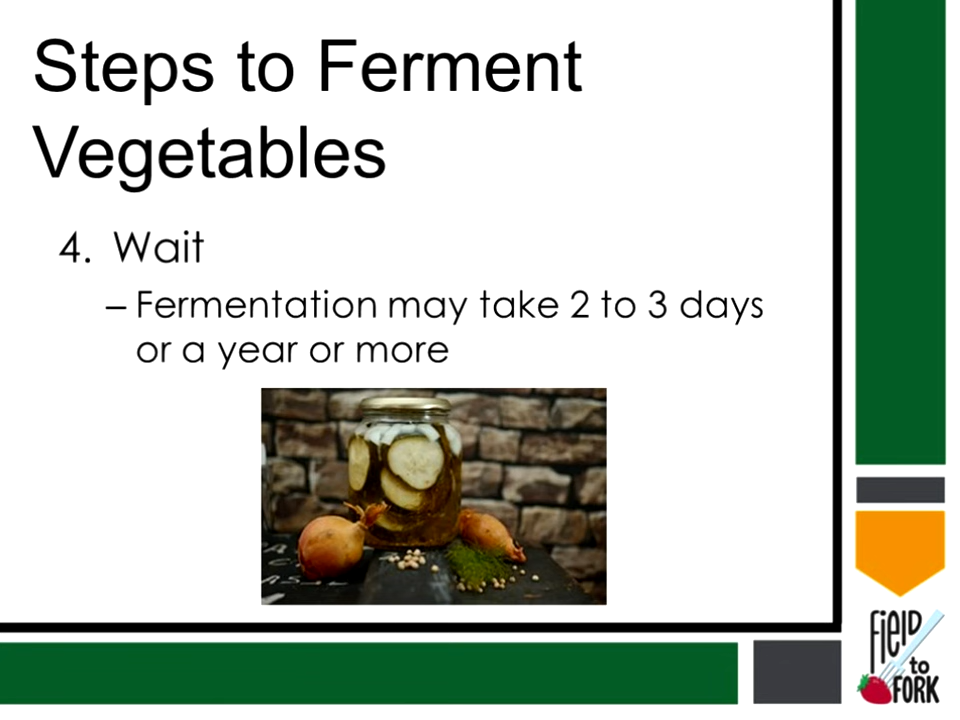 Steps to Ferment
Vegetables
4. Wait
– Fermentation may take 2 to 3 days
or a year or more
FiELD
to
FORK